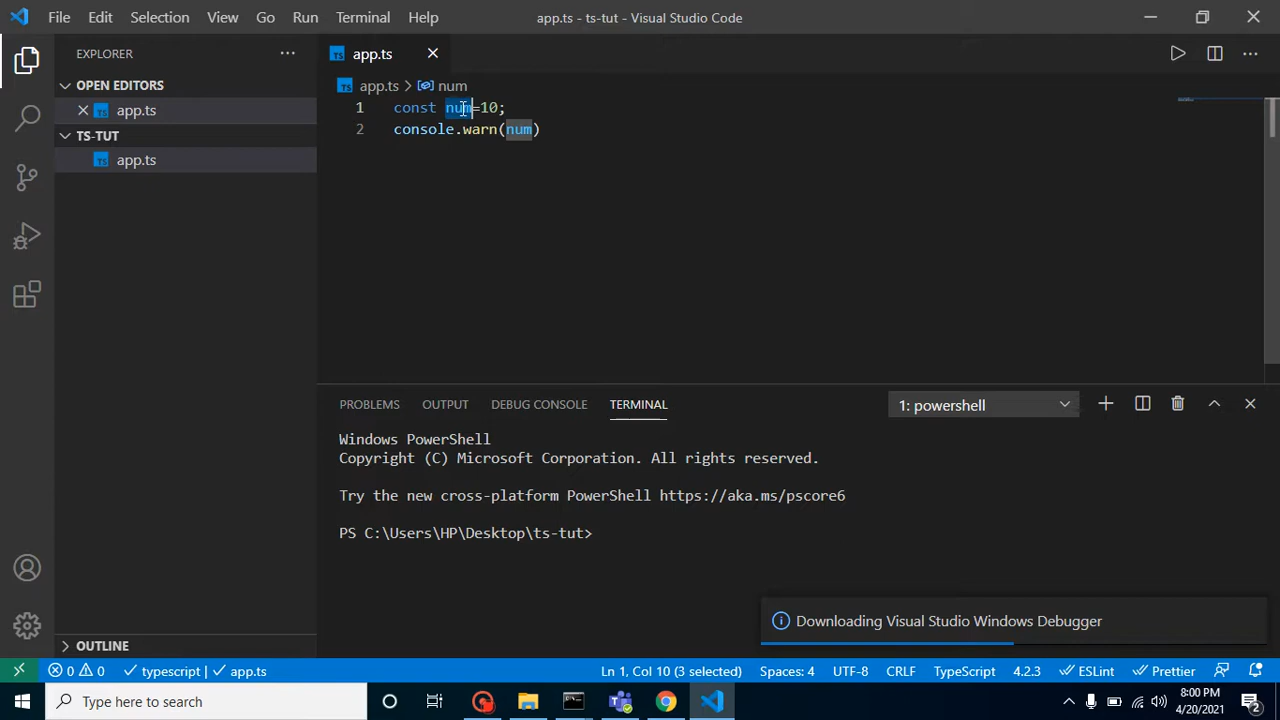 File Edit Selection View Go Run Terminal Help app.ts - ts-tut - Visual Studio Code
EXPLORER
OPEN EDITORS
TS app.ts
TS-TUT
TS app.ts
OUTLINE
TS app.ts
TS app.ts num
1 const num=10;
2 console.warn(num)
PROBLEMS OUTPUT DEBUG CONSOLE TERMINAL 1: powershell
Windows PowerShell
Copyright (C) Microsoft Corporation. All rights reserved.
Try the new cross-platform PowerShell https://aka.ms/pscore6
PS C:\Users\HP\Desktop\ts-tut>
Downloading Visual Studio Windows Debugger
0 0 typescript | app.ts Ln 1, Col 10 (3 selected) Spaces: 4 UTF-8 CRLF TypeScript 4.2.3 ESLint Prettier
Type here to search
8:00 PM
4/20/2021
2